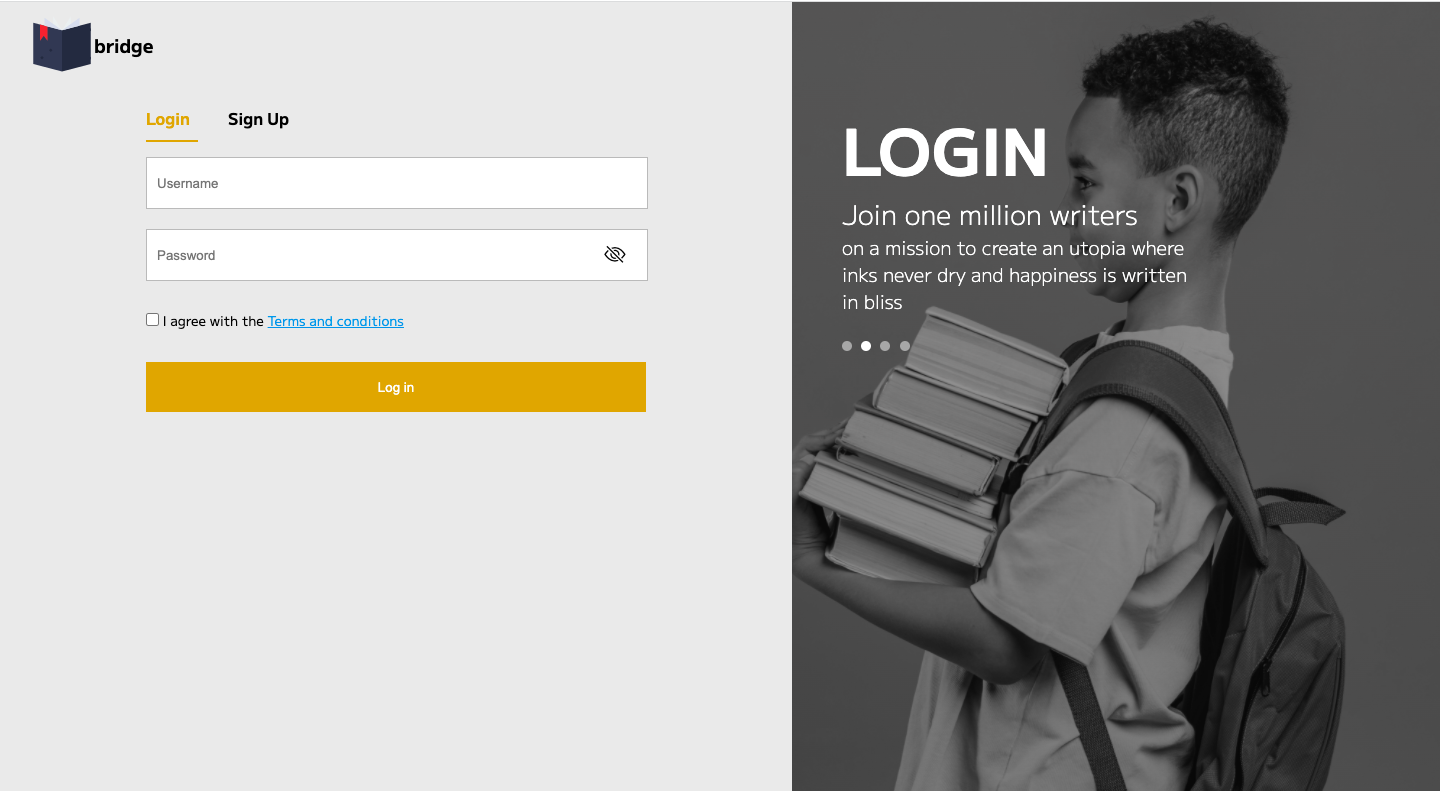 bridge
Login
Sign Up
Username
Password
I agree with the Terms and conditions
Log in
LOGIN
Join one million writers
on a mission to create an utopia where
inks never dry and happiness is written
in bliss